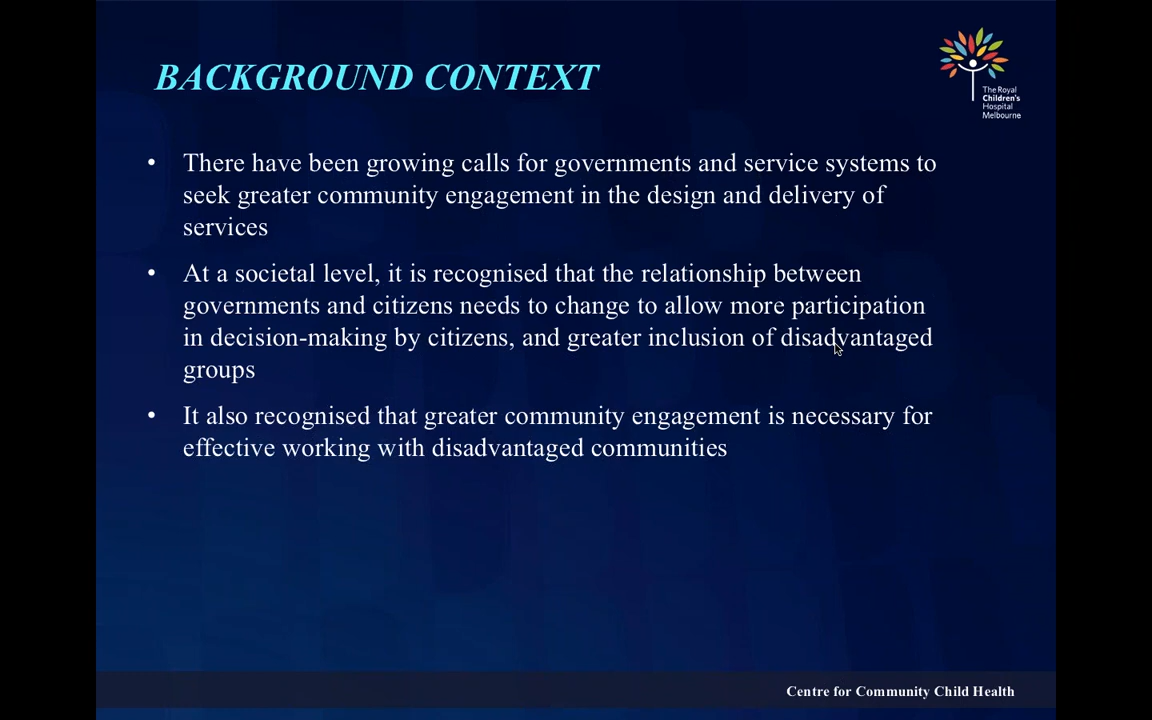 BACKGROUND CONTEXT
The Royal
Children's
Hospital
Melbourne
• There have been growing calls for governments and service systems to
seek greater community engagement in the design and delivery of
services
• At a societal level, it is recognised that the relationship between
governments and citizens needs to change to allow more participation
in decision-making by citizens, and greater inclusion of disadvantaged
groups
• It also recognised that greater community engagement is necessary for
effective working with disadvantaged communities
Centre for Community Child Health